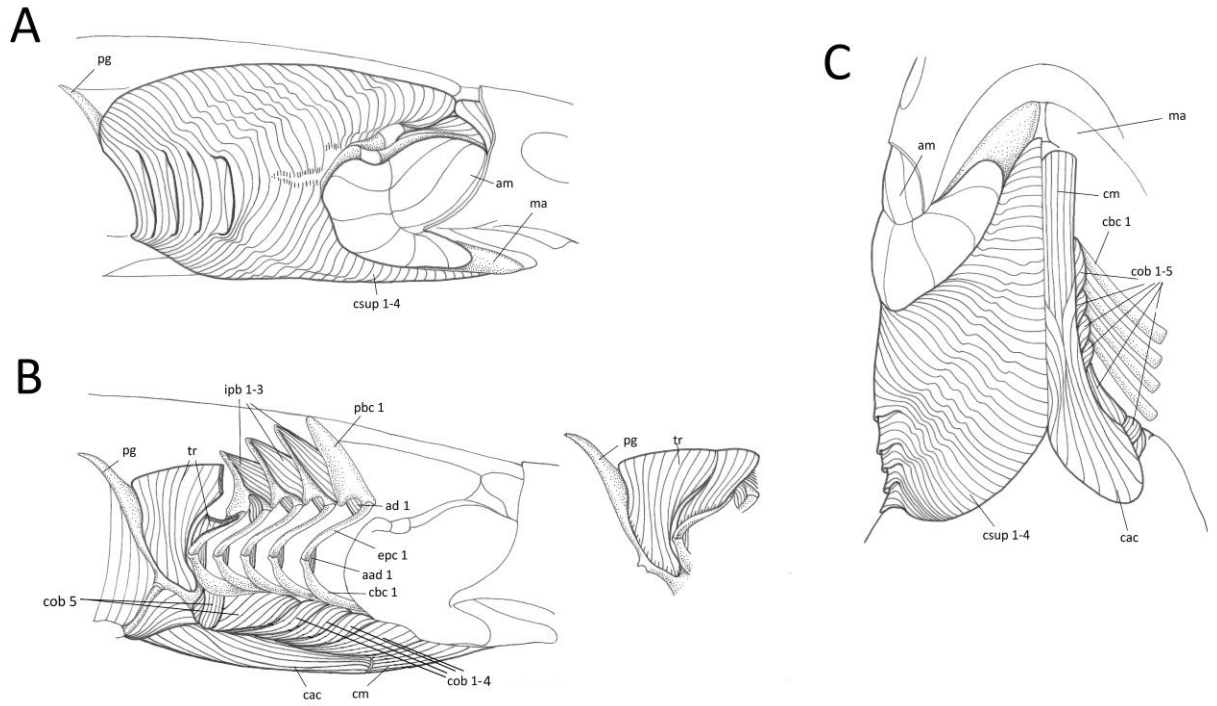 A
pg
am
ma
csup 1-4
B
ipb 1-3
pbc 1
pg
tr
ad 1
epc 1
aad 1
cbc 1
cob 5
cob 1-4
cac
cm
pg
tr
C
ma
am
cm
cbc 1
cob 1-5
csup 1-4
cac